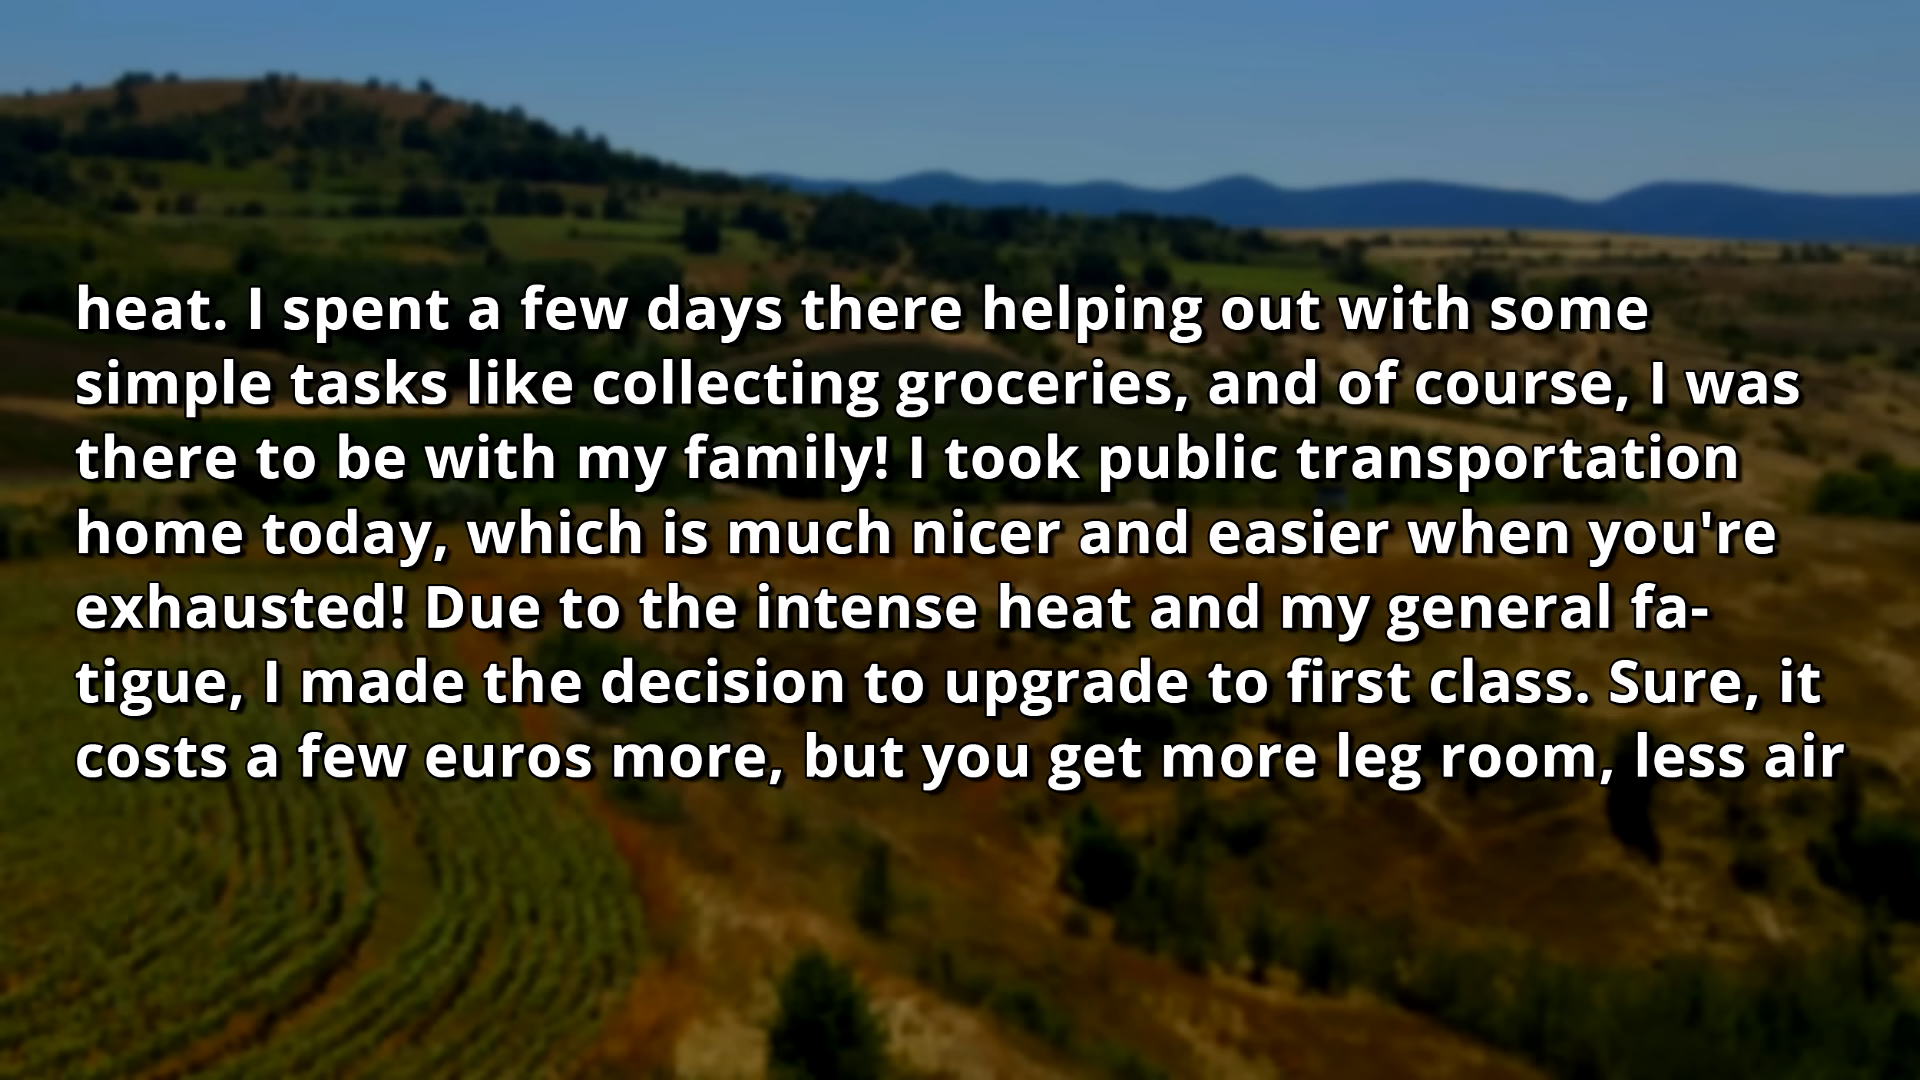 heat. I spent a few days there helping out with some
simple tasks like collecting groceries, and of course, I was
there to be with my family! I took public transportation
home today, which is much nicer and easier when you're
exhausted! Due to the intense heat and my general fa-
tigue, I made the decision to upgrade to first class. Sure, it
costs a few euros more, but you get more leg room, less air